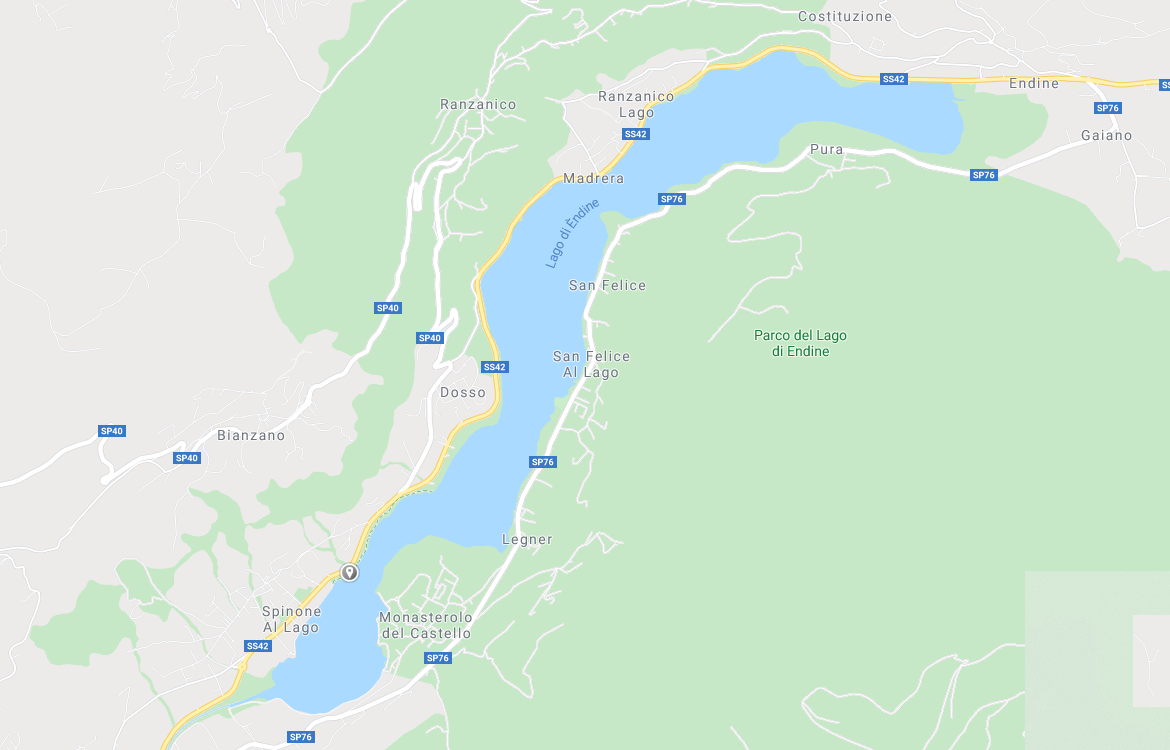 Costituzione
SS42
Endine
SS
Ranzanico
Ranzanico
Lago
SP76
SS42
Gaiano
Pura
Madrera
SP76
SP76
Lago di Endine
San Felice
SP40
SP40
Parco del Lago
di Endine
San Felice
Al Lago
SS42
Dosso
SP40
Bianzano
SP40
SP76
Legner
Spinone
Al Lago
Monasterolo
del Castello
SS42
SP76
SP76